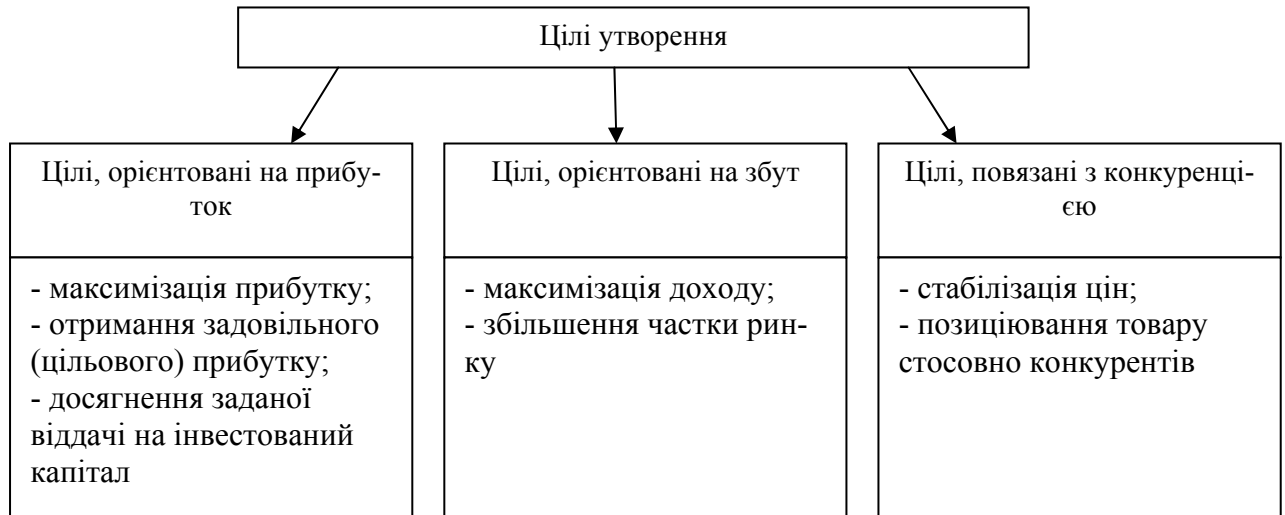 Цілі утворення
Цілі, орієнтовані на прибу-
ток
- максимізація прибутку;
- отримання задовільного
(цільового) прибутку;
- досягнення заданої
віддачі на інвестований
капітал
Цілі, орієнтовані на збут
- максимізація доходу;
- збільшення частки рин-
ку
Цілі, повязані з конкуренці-
єю
- стабілізація цін;
- позиціювання товару
стосовно конкурентів